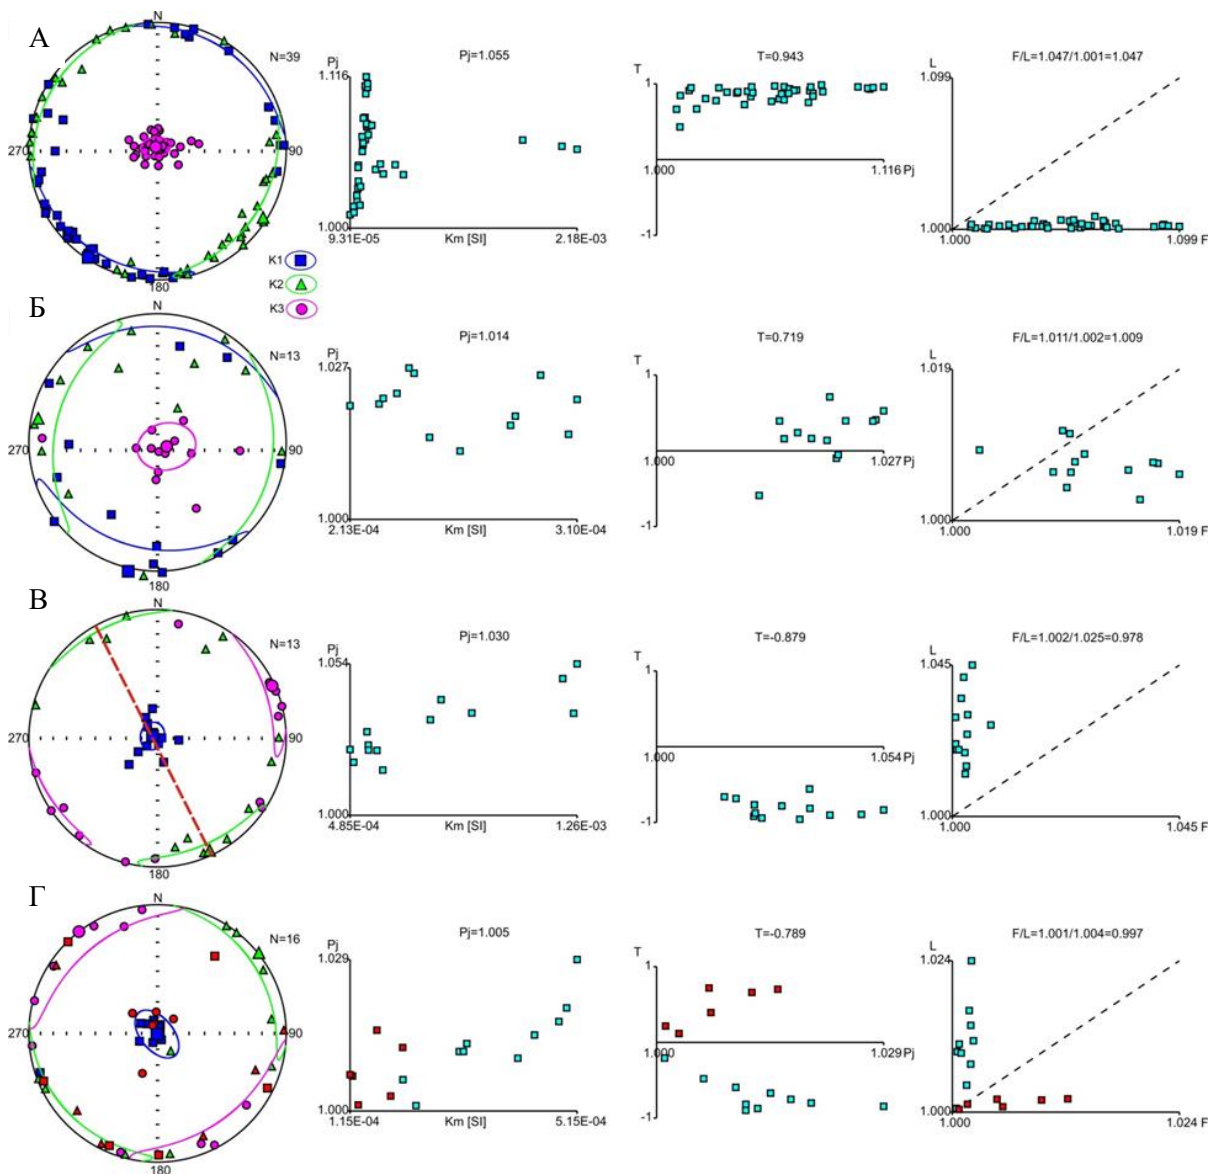 А
N
N=39
270
90
180
K1
K2
K3
Pj=1.055
Pj
1.116
1.000
9.31E-05
Km [SI]
2.18E-03
T=0.943
T
1
1.000
1.116 Pj
-1
F/L=1.047/1.001=1.047
L
1.099
1.000
1.000
1.099 F
Б
N
N=13
270
90
180
Pj=1.014
Pj
1.027
1.000
2.13E-04
Km [SI]
3.10E-04
T=0.719
T
1
1.000
1.027 Pj
-1
F/L=1.011/1.002=1.009
L
1.019
1.000
1.000
1.019 F
В
N
N=13
270
90
180
Pj=1.030
Pj
1.054
1.000
4.85E-04
Km [SI]
1.26E-03
T=-0.879
T
1
1.000
1.054 Pj
-1
F/L=1.002/1.025=0.978
L
1.045
1.000
1.000
1.045 F
Г
N
N=16
270
90
180
Pj=1.005
Pj
1.029
1.000
1.15E-04
Km [SI]
5.15E-04
T=-0.789
T
1
1.000
1.029 Pj
-1
F/L=1.001/1.004=0.997
L
1.024
1.000
1.000
1.024 F